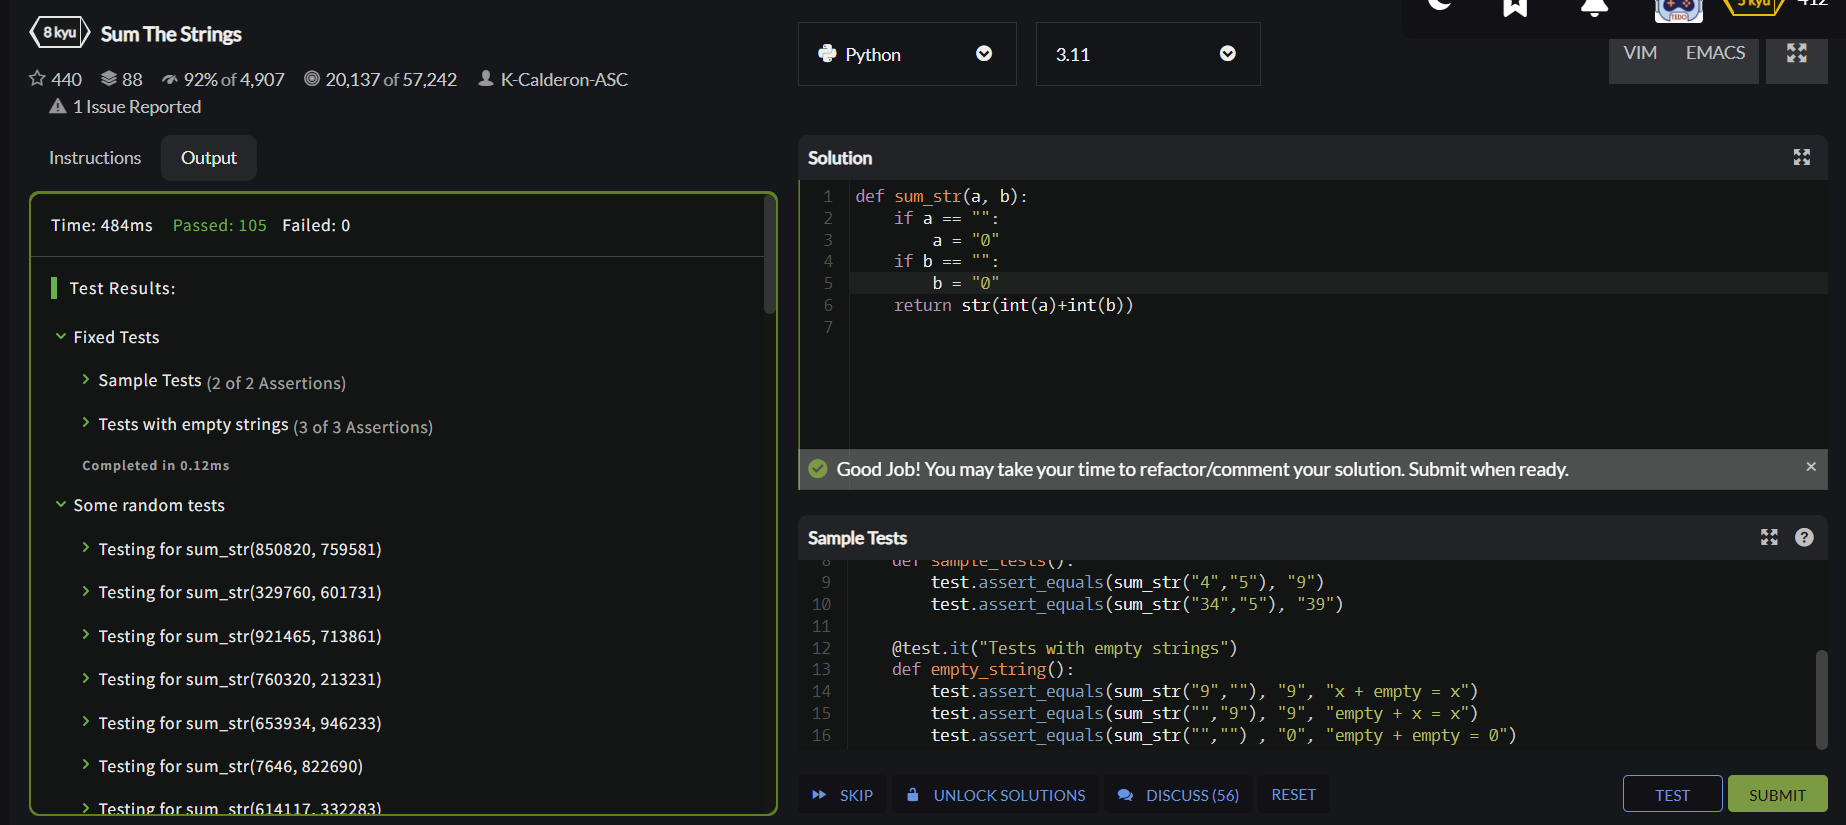 8 kyu
Sum The Strings
440 88 92% of 4,907 20,137 of 57,242 K-Calderon-ASC
1 Issue Reported
Instructions
Output
Time: 484ms Passed: 105 Failed: 0
Test Results:
Fixed Tests
Sample Tests (2 of 2 Assertions)
Tests with empty strings (3 of 3 Assertions)
Completed in 0.12ms
Some random tests
Testing for sum_str(850820, 759581)
Testing for sum_str(329760, 601731)
Testing for sum_str(921465, 713861)
Testing for sum_str(760320, 213231)
Testing for sum_str(653934, 946233)
Testing for sum_str(7646, 822690)
Testing for sum_str(614117, 332283)
Python
3.11
TEDO
5 kyu
412
VIM EMACS
Solution
1 def sum_str(a, b):
2 if a == "":
3 a = "0"
4 if b == "":
5 b = "0"
6 return str(int(a)+int(b))
7
Good Job! You may take your time to refactor/comment your solution. Submit when ready.
Sample Tests
?
8 def sample_tests():
9 test.assert_equals(sum_str("4","5"), "9")
10 test.assert_equals(sum_str("34","5"), "39")
11
12 @test.it("Tests with empty strings")
13 def empty_string():
14 test.assert_equals(sum_str("9",""), "9", "x + empty = x")
15 test.assert_equals(sum_str("","9"), "9", "empty + x = x")
16 test.assert_equals(sum_str("","") , "0", "empty + empty = 0")
SKIP
UNLOCK SOLUTIONS
DISCUSS (56)
RESET
TEST
SUBMIT